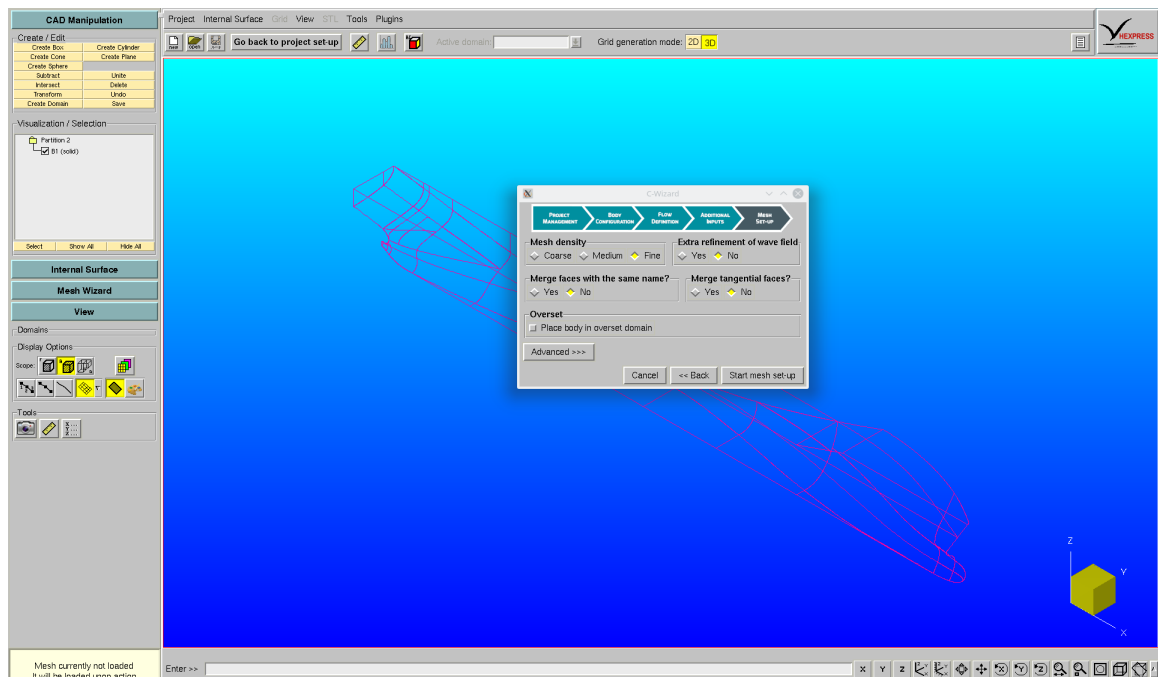 CAD Manipulation
Project Internal Surface Grid View STL Tools Plugins
Go back to project set-up
Active domain:
Grid generation mode: 2D 3D
HEXPRESS
Create / Edit
Create Box Create Cylinder
Create Cone Create Plane
Create Sphere
Subtract Unite
Intersect Delete
Transform Undo
Create Domain Save
Visualization / Selection
Partition 2
B1 (solid)
Select Show All Hide All
Internal Surface
Mesh Wizard
View
Domains
Display Options
Scope:
Tools
C-Wizard
PROJECT MANAGEMENT
BODY CONFIGURATION
FLOW DEFINITION
ADDITIONAL INPUTS
MESH SET-UP
Mesh density
Coarse Medium Fine
Extra refinement of wave field
Yes No
Merge faces with the same name?
Yes No
Merge tangential faces?
Yes No
Overset
Place body in overset domain
Advanced >>>
Cancel << Back Start mesh set-up
Z
Y
X
Mesh currently not loaded
It will be loaded upon action
Enter >>
X Y Z